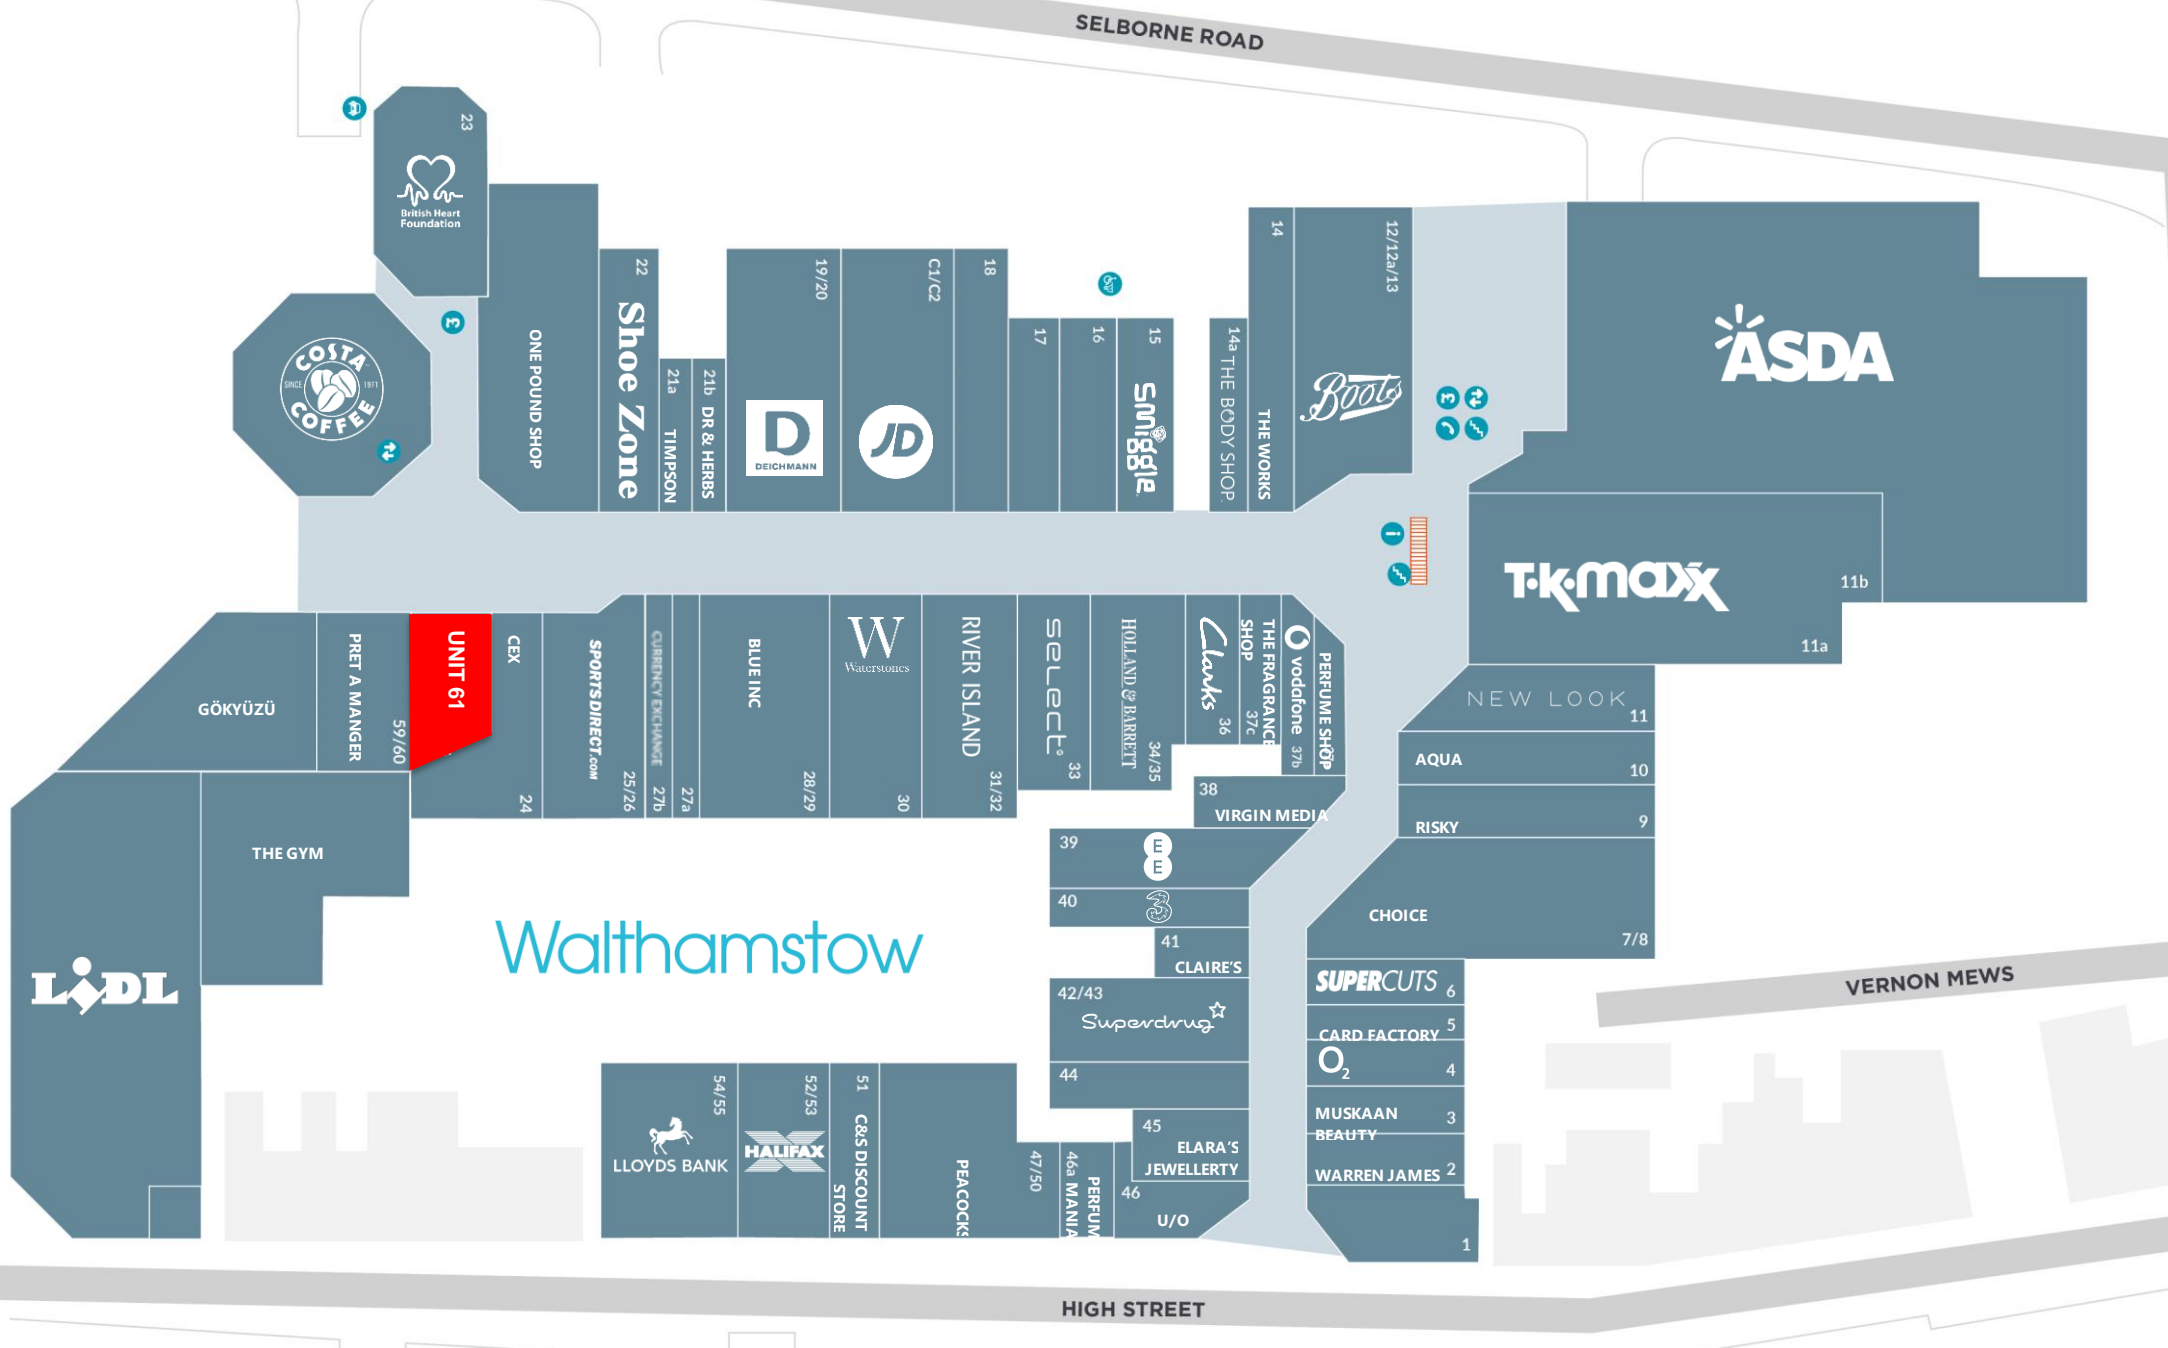 SELBORNE ROAD
23
British Heart
Foundation
COSTA
SINCE 1971
COFFEE
3
ONE POUND SHOP
22
Shoe Zone
21a TIMPSON
21b DR & HERBS
19/20
D
DEICHMANN
C1/C2
JD
18
17
16
15
smiggle
14a THE BODY SHOP.
14
THE WORKS
12/12a/13
Boots
3
ASDA
i
T·K·maxx
11b
11a
GÖKYÜZÜ
PRET A MANGER
59/60
UNIT 61
CEX
24
SPORTSDIRECT.COM
25/26
CURRENCY EXCHANGE
27b
27a
BLUE INC
28/29
W
Waterstones
30
RIVER ISLAND
31/32
SELECT
33
HOLLAND & BARRETT
34/35
Clarks
36
THE FRAGRANCE
SHOP
37c
vodafone
37b
PERFUME SHOP
NEW LOOK
11
AQUA
10
RISKY
9
CHOICE
7/8
38
VIRGIN MEDIA
39
EE
40
3
41
CLAIRE'S
42/43
Superdrug
44
45
ELARA'S
JEWELLERTY
46
U/O
SUPERCUTS 6
CARD FACTORY 5
O2
4
MUSKAAN
BEAUTY
3
WARREN JAMES 2
1
THE GYM
LIDL
Walthamstow
54/55
LLOYDS BANK
52/53
HALIFAX
51 C&S DISCOUNT
STORE
PEACOCKS
47/50
46a
PERFUM
MANIA
VERNON MEWS
HIGH STREET